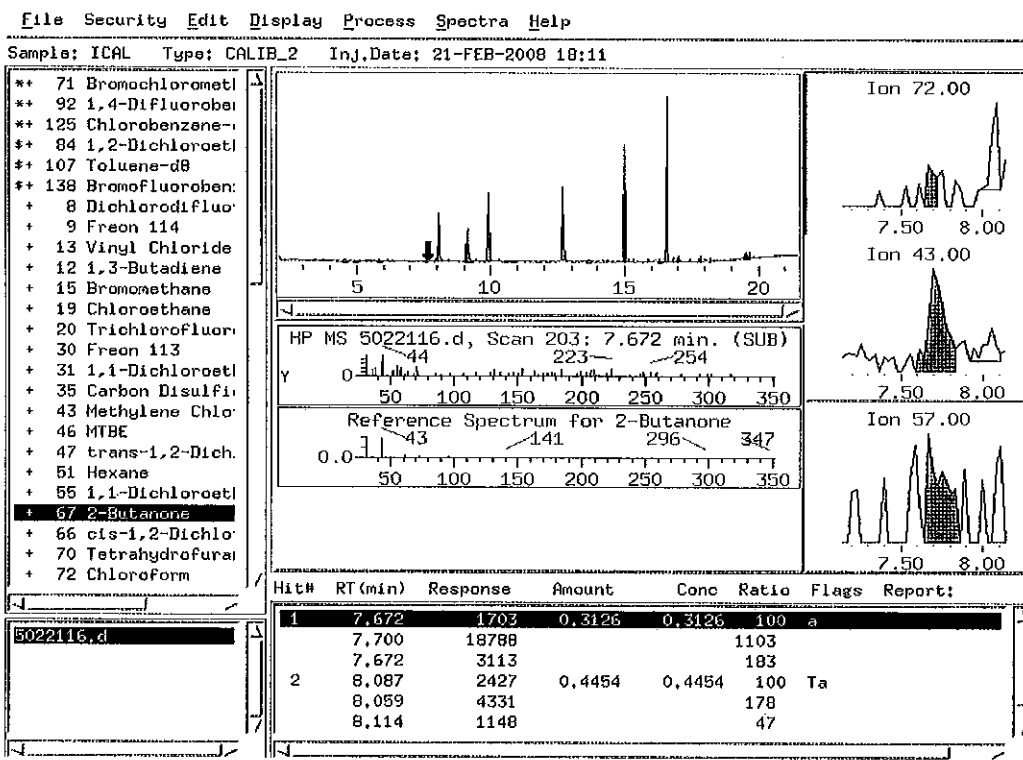 File Security Edit Display Process Spectra Help
Sample: ICAL Type: CALIB_2 Inj.Date: 21-FEB-2008 18:11
*+ 71 Bromochlorometl
*+ 92 1,4-Difluorober
*+ 125 Chlorobenzene-
$+ 84 1,2-Dichloroetl
$+ 107 Toluene-d8
$+ 138 Bromofluoroben:
+ 8 Dichlorodifluo
+ 9 Freon 114
+ 13 Vinyl Chloride
+ 12 1,3-Butadiene
+ 15 Bromomethane
+ 19 Chloroethane
+ 20 Trichlorofluor
+ 30 Freon 113
+ 31 1,1-Dichloroetl
+ 35 Carbon Disulfi
+ 43 Methylene Chlo
+ 46 MTBE
+ 47 trans-1,2-Dich.
+ 51 Hexane
+ 55 1,1-Dichloroetl
+ 67 2-Butanone
+ 66 cis-1,2-Dichlo
+ 70 Tetrahydrofura
+ 72 Chloroform
5022116.d
5 10 15 20
HP MS 5022116.d, Scan 203: 7.672 min. (SUB)
44 223 254
Y 0
50 100 150 200 250 300 350
Reference Spectrum for 2-Butanone
43 141 296 347
0.0
50 100 150 200 250 300 350
Ion 72.00
7.50 8.00
Ion 43.00
7.50 8.00
Ion 57.00
7.50 8.00
Hit# RT(min) Response Amount Conc Ratio Flags Report:
1 7.672 1703 0.3126 0.3126 100 a
7.700 18788 1103
7.672 3113 183
2 8.087 2427 0.4454 0.4454 100 Ta
8.059 4331 178
8.114 1148 47